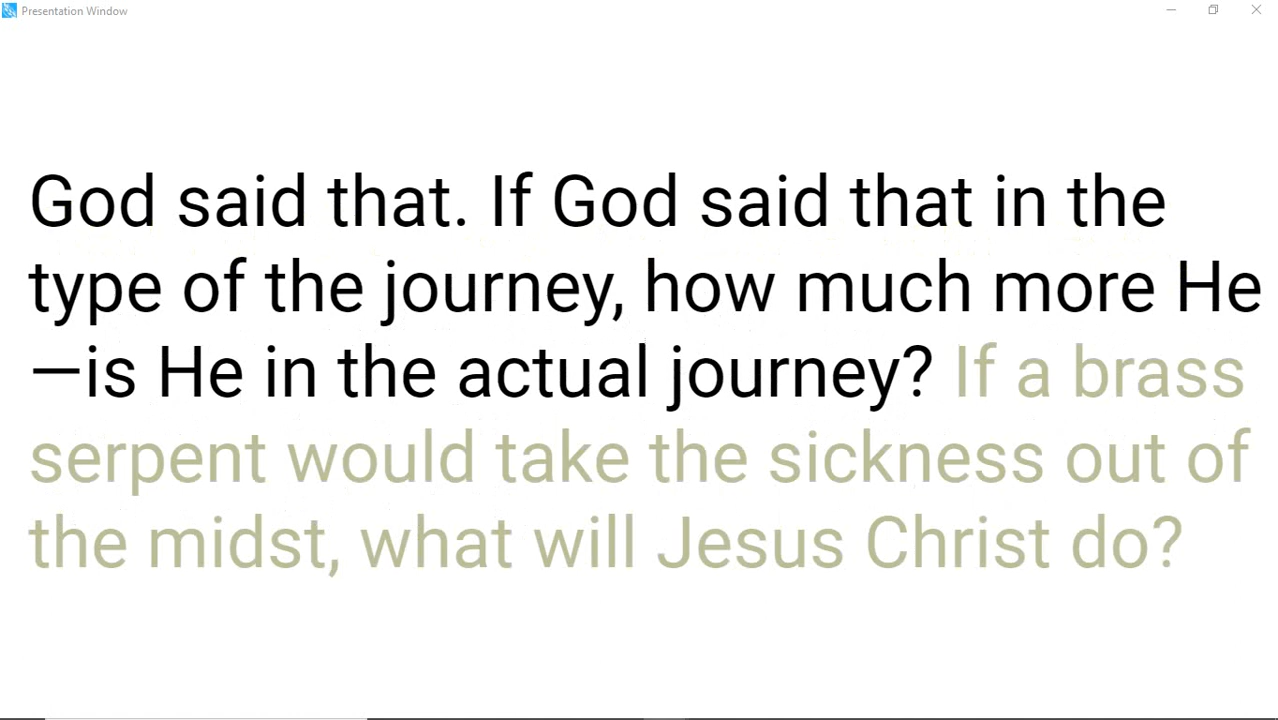 Presentation Window
God said that. If God said that in the
type of the journey, how much more He
—is He in the actual journey? If a brass
serpent would take the sickness out of
the midst, what will Jesus Christ do?